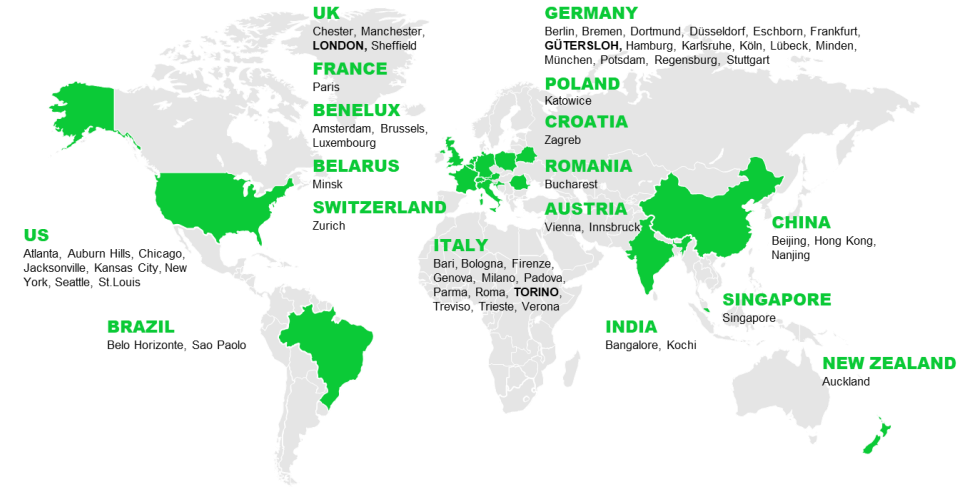 UK
Chester, Manchester,
LONDON, Sheffield
FRANCE
Paris
BENELUX
Amsterdam, Brussels,
Luxembourg
BELARUS
Minsk
SWITZERLAND
Zurich
GERMANY
Berlin, Bremen, Dortmund, Düsseldorf, Eschborn, Frankfurt,
GÜTERSLOH, Hamburg, Karlsruhe, Köln, Lübeck, Minden,
München, Potsdam, Regensburg, Stuttgart
POLAND
Katowice
CROATIA
Zagreb
ROMANIA
Bucharest
AUSTRIA
Vienna, Innsbruck
US
Atlanta, Auburn Hills, Chicago,
Jacksonville, Kansas City, New
York, Seattle, St.Louis
ITALY
Bari, Bologna, Firenze,
Genova, Milano, Padova,
Parma, Roma, TORINO,
Treviso, Trieste, Verona
CHINA
Beijing, Hong Kong,
Nanjing
SINGAPORE
Singapore
BRAZIL
Belo Horizonte, Sao Paolo
INDIA
Bangalore, Kochi
NEW ZEALAND
Auckland